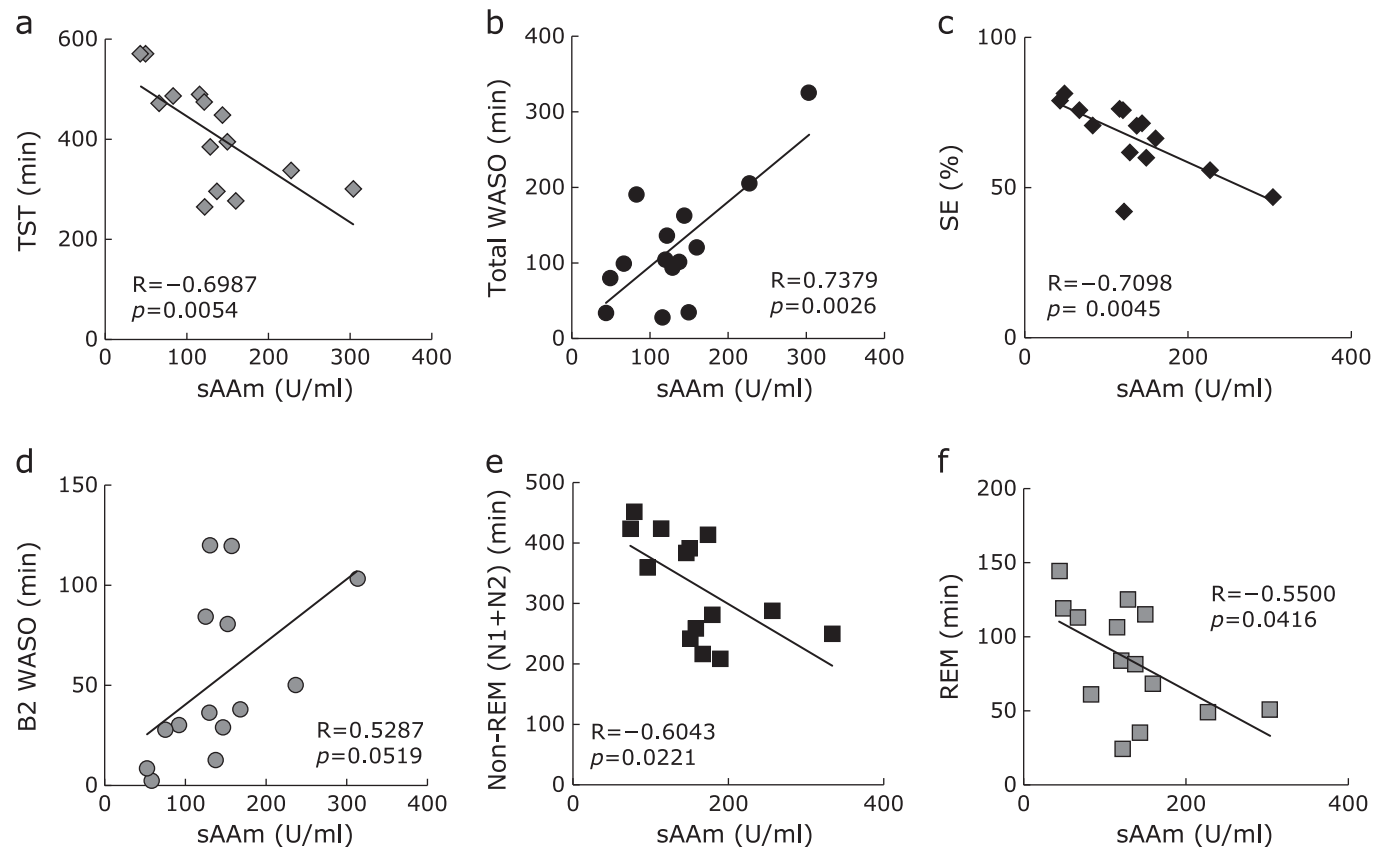 a
TST (min)
600
400
200
0
R=−0.6987
p=0.0054
0 100 200 300 400
sAAm (U/ml)
b
Total WASO (min)
400
300
200
100
0
R=0.7379
p=0.0026
0 100 200 300 400
sAAm (U/ml)
c
SE (%)
100
50
0
R=−0.7098
p= 0.0045
0 200 400
sAAm (U/ml)
d
B2 WASO (min)
150
100
50
0
R=0.5287
p=0.0519
0 100 200 300 400
sAAm (U/ml)
e
Non-REM (N1+N2) (min)
500
400
300
200
100
0
R=−0.6043
p=0.0221
0 200 400
sAAm (U/ml)
f
REM (min)
200
150
100
50
0
R=−0.5500
p=0.0416
0 200 400
sAAm (U/ml)